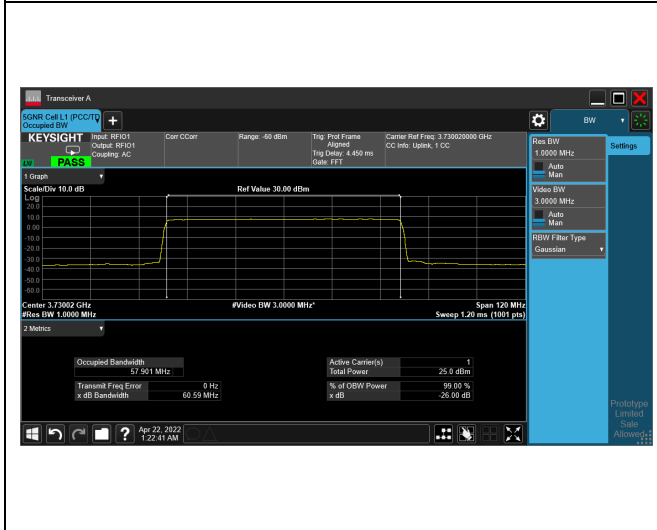 Transceiver A
5GNR Cell L1 (PCC/TD
Occupied BW
+
BW
KEYSIGHT
PASS
Input: RFIO1
Output: RFIO1
Coupling: AC
Corr CCorr
Range: -60 dBm
Trig: Prot Frame
Aligned
Trig Delay: 4.450 ms
Gate: FFT
Carrier Ref Freq: 3.730020000 GHz
CC Info: Uplink, 1 CC
1 Graph
Scale/Div 10.0 dB
Ref Value 30.00 dBm
Log
20.0
10.0
0.00
-10.0
-20.0
-30.0
-40.0
-50.0
-60.0
Center 3.73002 GHz
#Video BW 3.0000 MHz*
Span 120 MHz
#Res BW 1.0000 MHz
Sweep 1.20 ms (1001 pts)
2 Metrics
Occupied Bandwidth
57.901 MHz
Transmit Freq Error 0 Hz
x dB Bandwidth 60.59 MHz
Active Carrier(s) 1
Total Power 25.0 dBm
% of OBW Power 99.00 %
x dB -26.00 dB
Res BW
1.0000 MHz
Auto
Man
Video BW
3.0000 MHz
Auto
Man
RBW Filter Type
Gaussian
Settings
Prototype
Limited
Sale
Allowed
?
Apr 22, 2022
1:22:41 AM